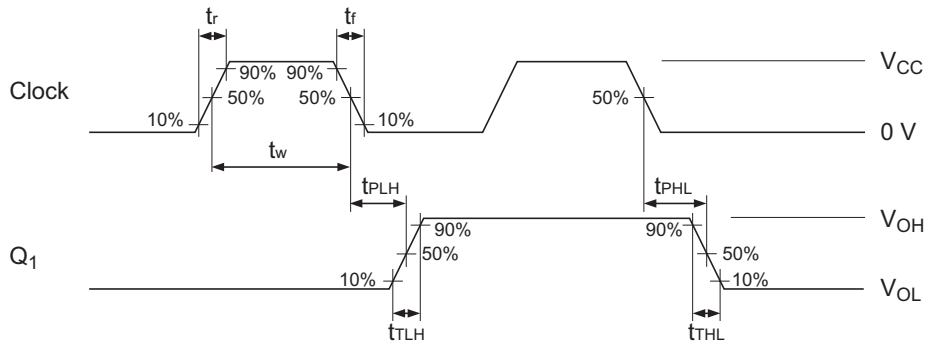 tr tf
VCC
90% 90%
Clock 50% 50% 50%
10% 10% 0 V
tw
tPLH tPHL
VOH
90% 90%
Q1 50% 50%
10% 10%
VOL
tTLH tTHL